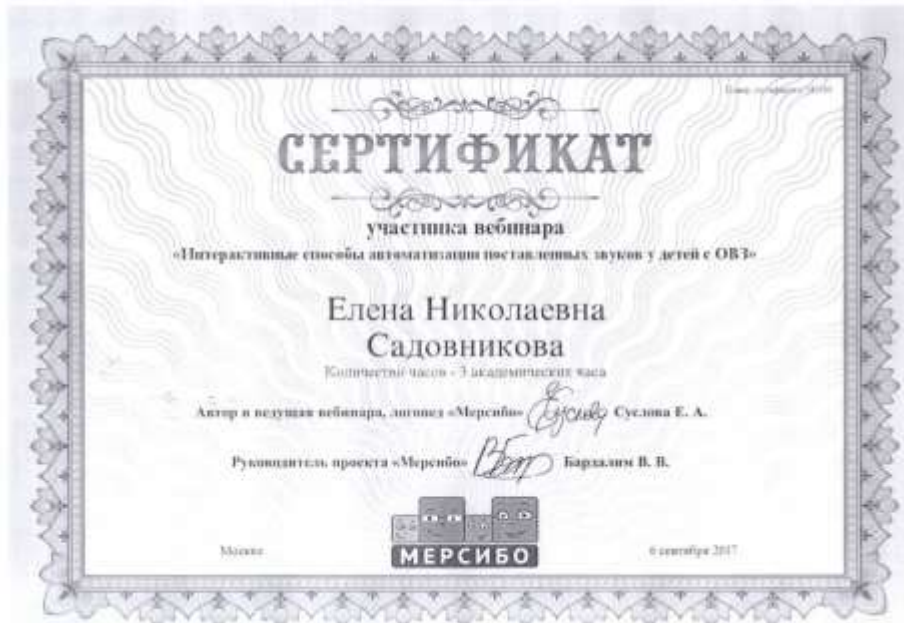 СЕРТИФИКАТ
участника вебинара
«Интерактивные способы автоматизации поставленных звуков у детей с ОВЗ»
Елена Николаевна
Садовникова
Количество часов - 3 академических часа
Автор и ведущая вебинара, логопед «Мерсибо» Суслова Е. А.
Руководитель проекта «Мерсибо» Бардалим В. В.
МЕРСИБО
Москва
6 сентября 2017